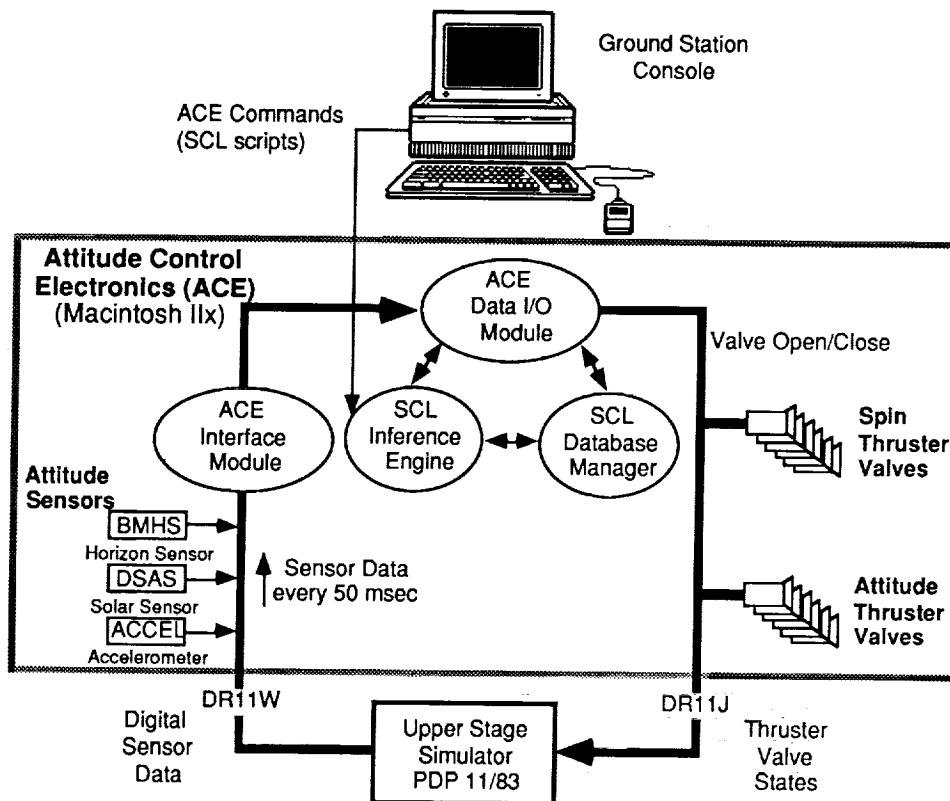 Ground Station
Console
ACE Commands
(SCL scripts)
Attitude Control
Electronics (ACE)
(Macintosh IIx)
ACE
Data I/O
Module
Valve Open/Close
ACE
Interface
Module
SCL
Inference
Engine
SCL
Database
Manager
Spin
Thruster
Valves
Attitude
Sensors
BMHS
Horizon Sensor
DSAS
Solar Sensor
ACCEL
Accelerometer
Sensor Data
every 50 msec
Attitude
Thruster
Valves
DR11W
DR11J
Digital
Sensor
Data
Upper Stage
Simulator
PDP 11/83
Thruster
Valve
States